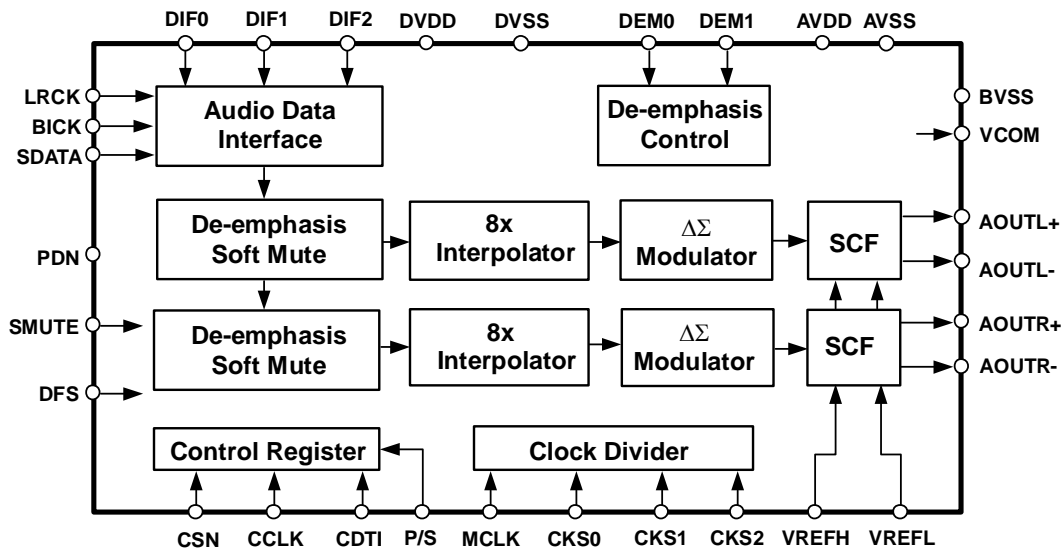 DIF0 DIF1 DIF2 DVDD DVSS DEM0 DEM1 AVDD AVSS
LRCK
BICK
SDATA
Audio Data
Interface
De-emphasis
Control
BVSS
VCOM
PDN
De-emphasis
Soft Mute
8x
Interpolator
ΔΣ
Modulator
SCF
AOUTL+
AOUTL-
SMUTE
DFS
De-emphasis
Soft Mute
8x
Interpolator
ΔΣ
Modulator
SCF
AOUTR+
AOUTR-
Control Register
Clock Divider
CSN CCLK CDTI P/S MCLK CKS0 CKS1 CKS2 VREFH VREFL